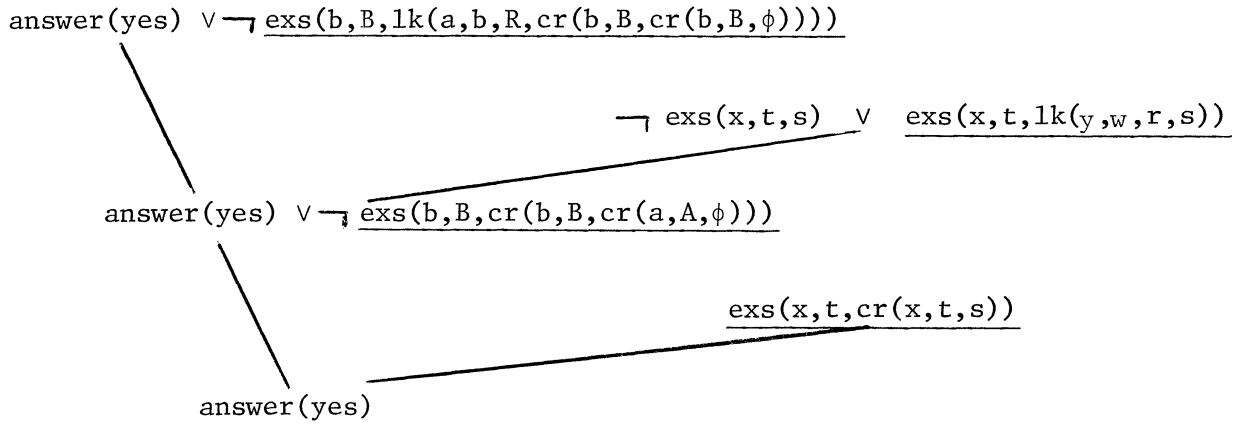 answer(yes) ∨ ¬ exs(b,B,lk(a,b,R,cr(b,B,cr(b,B,ϕ))))
¬ exs(x,t,s) ∨ exs(x,t,lk(y,w,r,s))
answer(yes) ∨ ¬ exs(b,B,cr(b,B,cr(a,A,ϕ)))
exs(x,t,cr(x,t,s))
answer(yes)